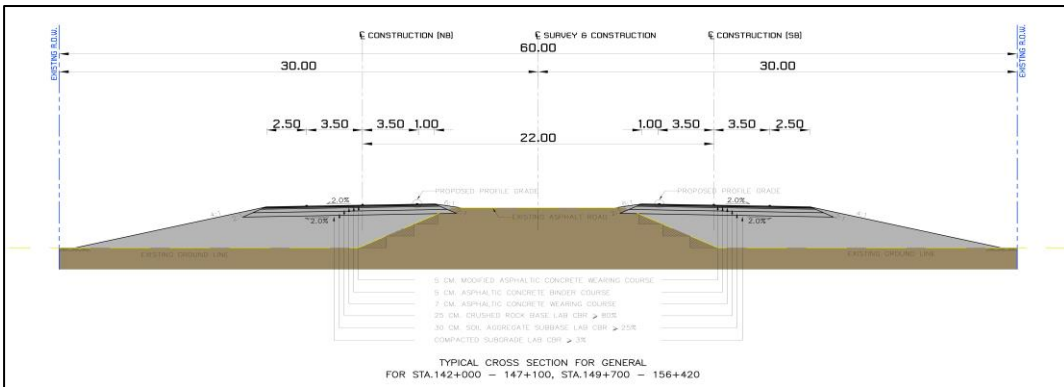 ℄ CONSTRUCTION (NB) ℄ SURVEY & CONSTRUCTION ℄ CONSTRUCTION (SB)
EXISTING R.O.W. EXISTING R.O.W.
60.00
30.00 30.00
2.50 3.50 3.50 1.00 1.00 3.50 3.50 2.50
22.00
PROPOSED PROFILE GRADE PROPOSED PROFILE GRADE
2.0% 2.0%
2.0% 2.0%
EXISTING ASPHALT ROAD
EXISTING GROUND LINE EXISTING GROUND LINE
5 CM. MODIFIED ASPHALTIC CONCRETE WEARING COURSE
5 CM. ASPHALTIC CONCRETE BINDER COURSE
7 CM. ASPHALTIC CONCRETE WEARING COURSE
25 CM. CRUSHED ROCK BASE LAB CBR ⩾ 80%
30 CM. SOIL AGGREGATE SUBBASE LAB CBR ⩾ 25%
COMPACTED SUBGRADE LAB CBR ⩾ 3%
TYPICAL CROSS SECTION FOR GENERAL
FOR STA.142+000 – 147+100, STA.149+700 – 156+420